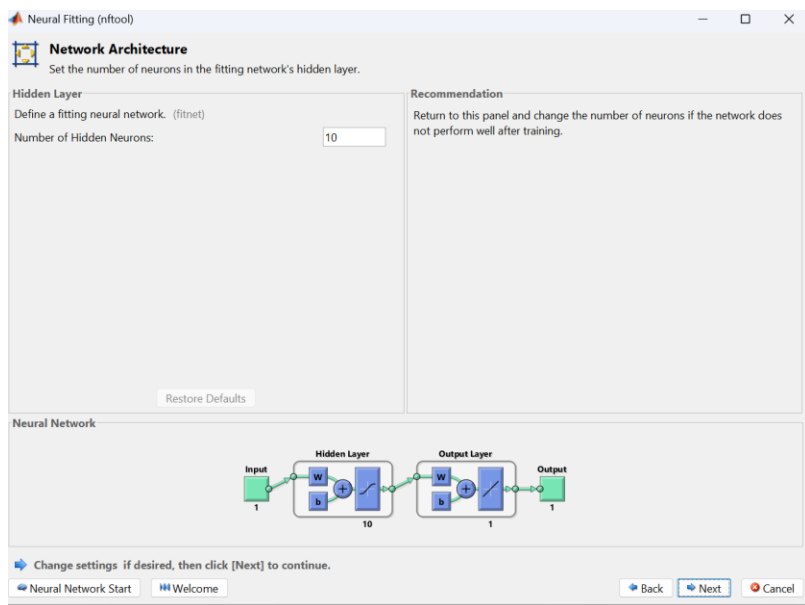 Neural Fitting (nftool)
Network Architecture
Set the number of neurons in the fitting network's hidden layer.
Hidden Layer
Define a fitting neural network. (fitnet)
Number of Hidden Neurons: 10
Restore Defaults
Recommendation
Return to this panel and change the number of neurons if the network does
not perform well after training.
Neural Network
Hidden Layer Output Layer
Input Output
W W
b b
1 1
10 1
Change settings if desired, then click [Next] to continue.
Neural Network Start Welcome Back Next Cancel